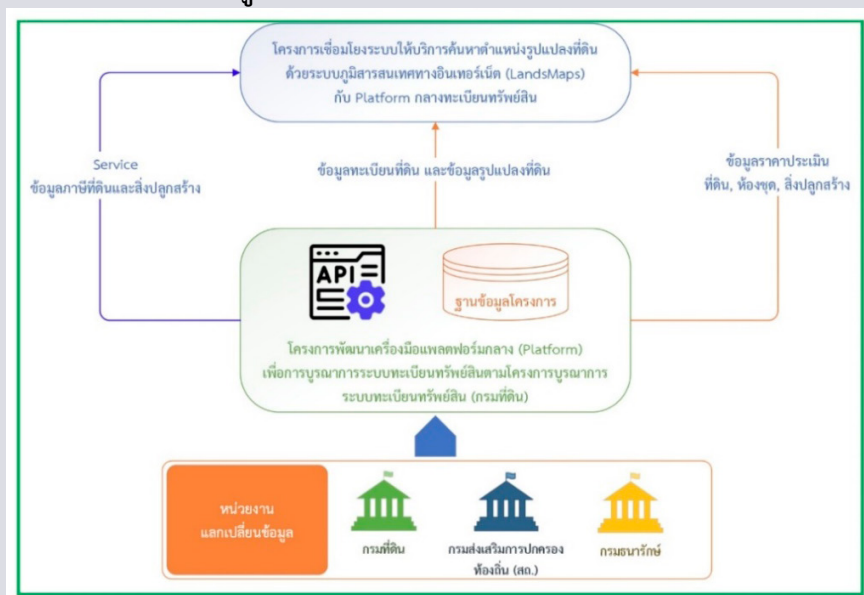 โครงการเชื่อมโยงระบบให้บริการค้นหาตำแหน่งรูปแปลงที่ดิน
ด้วยระบบภูมิสารสนเทศทางอินเทอร์เน็ต (LandsMaps)
กับ Platform กลางทะเบียนทรัพย์สิน
Service
ข้อมูลภาษีที่ดินและสิ่งปลูกสร้าง
ข้อมูลทะเบียนที่ดิน และข้อมูลรูปแปลงที่ดิน
ข้อมูลราคาประเมิน
ที่ดิน, ห้องชุด, สิ่งปลูกสร้าง
API
ฐานข้อมูลโครงการ
โครงการพัฒนาเครื่องมือแพลตฟอร์มกลาง (Platform)
เพื่อการบูรณาการระบบทะเบียนทรัพย์สินตามโครงการบูรณาการ
ระบบทะเบียนทรัพย์สิน (กรมที่ดิน)
หน่วยงาน
แลกเปลี่ยนข้อมูล
กรมที่ดิน
กรมส่งเสริมการปกครอง
ท้องถิ่น (สถ.)
กรมธนารักษ์